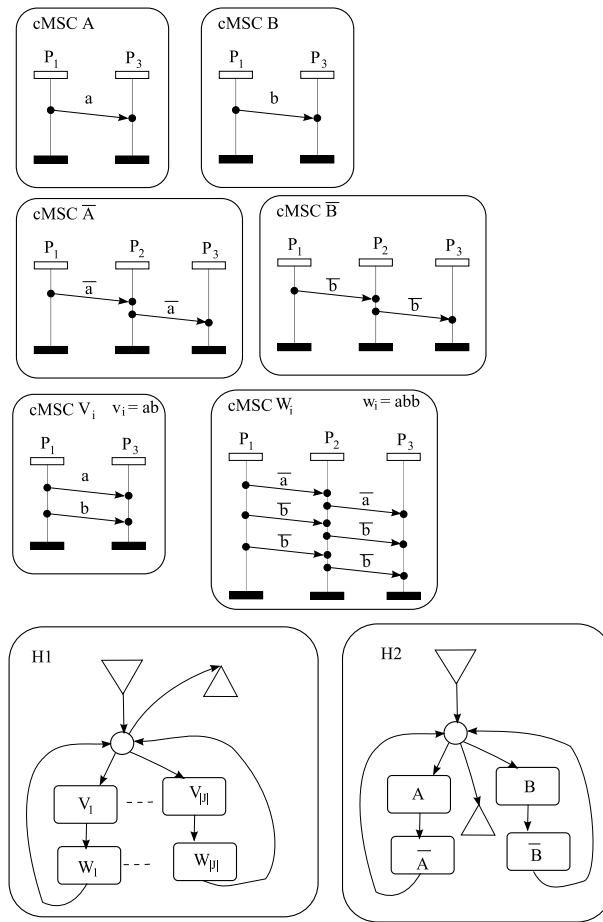 cMSC A
P₁ P₃
a
cMSC B
P₁ P₃
b
cMSC A̅
P₁ P₂ P₃
a̅
a̅
cMSC B̅
P₁ P₂ P₃
b̅
b̅
cMSC Vᵢ vᵢ = ab
P₁ P₃
a
b
cMSC Wᵢ wᵢ = abb
P₁ P₂ P₃
a̅
a̅
b̅
b̅
b̅
b̅
H1
V₁ --- V|J|
W₁ --- W|J|
H2
A B
A̅ B̅